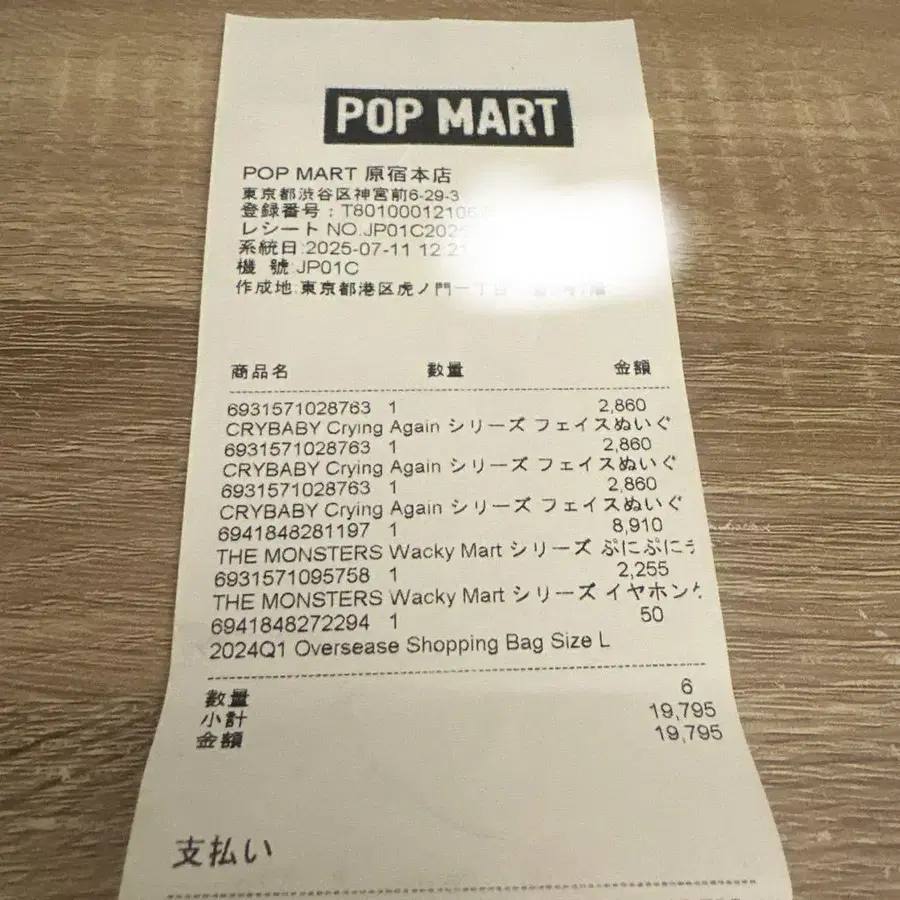 POP MART
POP MART 原宿本店
東京都渋谷区神宮前6-29-3
登録番号:T8010001210
レシート NO.JP01C202
系統日:2025-07-11 12:21
機 號:JP01C
作成地:東京都港区虎ノ門一丁目
商品名 數量 金額
6931571028763 1 2,860
CRYBABY Crying Again シリーズ フェイスぬいぐ
6931571028763 1 2,860
CRYBABY Crying Again シリーズ フェイスぬいぐ
6931571028763 1 2,860
CRYBABY Crying Again シリーズ フェイスぬいぐ
6941848281197 1 8,910
THE MONSTERS Wacky Mart シリーズ ぷにぷに
6931571095758 1 2,255
THE MONSTERS Wacky Mart シリーズ イヤホン
6941848272294 1 50
2024Q1 Oversease Shopping Bag Size L
數量 6
小計 19,795
金額 19,795
支払い